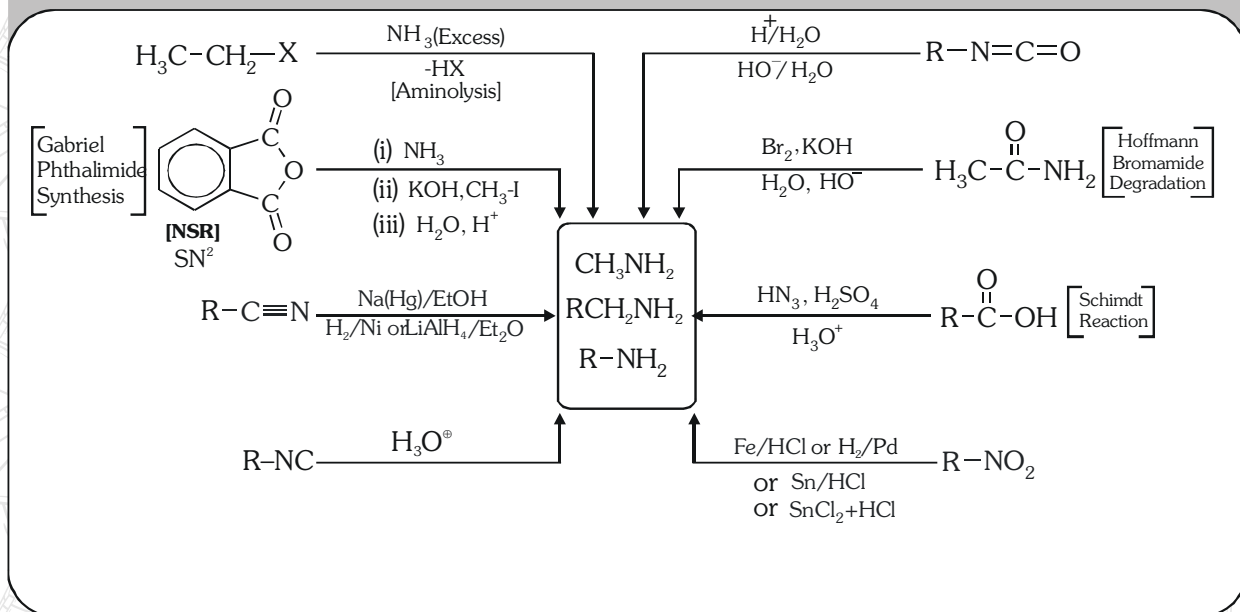 H₃C–CH₂–X
NH₃(Excess)
-HX
[Aminolysis]
H⁺/H₂O
HO⁻/H₂O
R–N=C=O
[Gabriel
Phthalimide
Synthesis]
O
C
O
C
O
[NSR]
SN²
(i) NH₃
(ii) KOH,CH₃-I
(iii) H₂O, H⁺
Br₂,KOH
H₂O, HO⁻
O
H₃C–C–NH₂
[Hoffmann
Bromamide
Degradation]
CH₃NH₂
RCH₂NH₂
R–NH₂
R–C≡N
Na(Hg)/EtOH
H₂/Ni orLiAlH₄/Et₂O
HN₃, H₂SO₄
H₃O⁺
O
R–C–OH
[Schimdt
Reaction]
R–NC
H₃O⊕
Fe/HCl or H₂/Pd
or Sn/HCl
or SnCl₂+HCl
R–NO₂